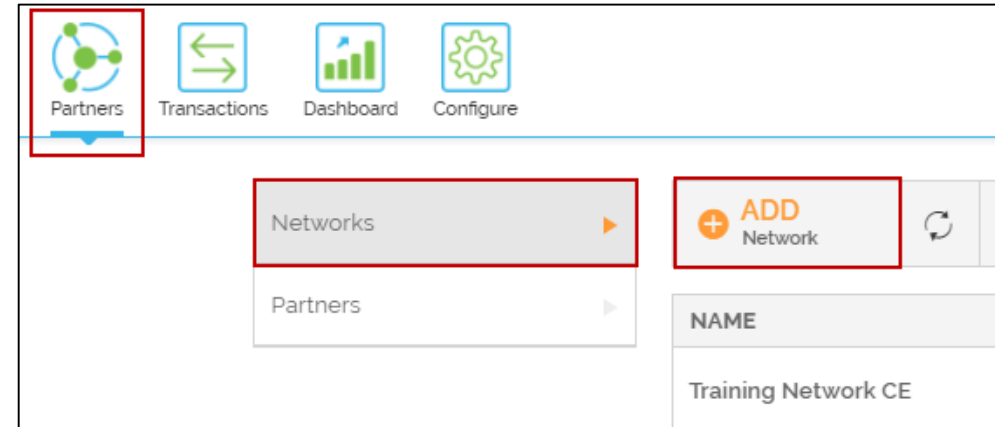 Partners Transactions Dashboard Configure
Networks
Partners
ADD
Network
NAME
Training Network CE